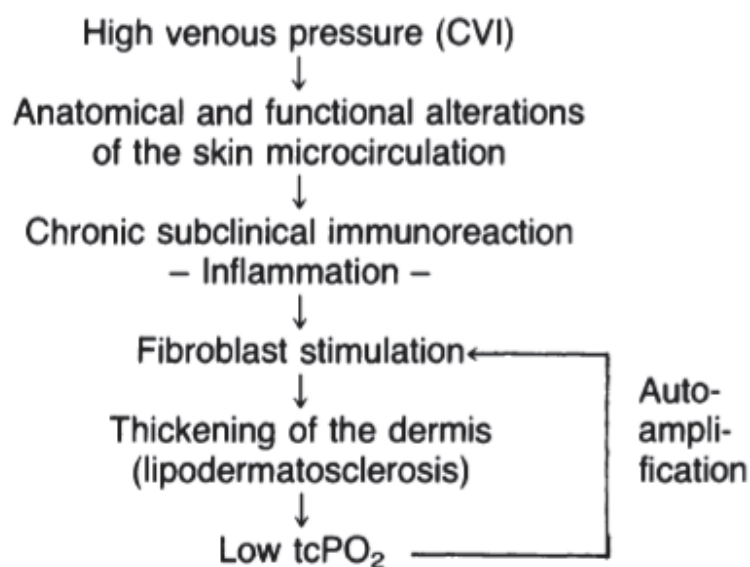 High venous pressure (CVI)
Anatomical and functional alterations
of the skin microcirculation
Chronic subclinical immunoreaction
– Inflammation –
Fibroblast stimulation
Thickening of the dermis
(lipodermatosclerosis)
Low tcPO₂
Auto-
ampli-
fication